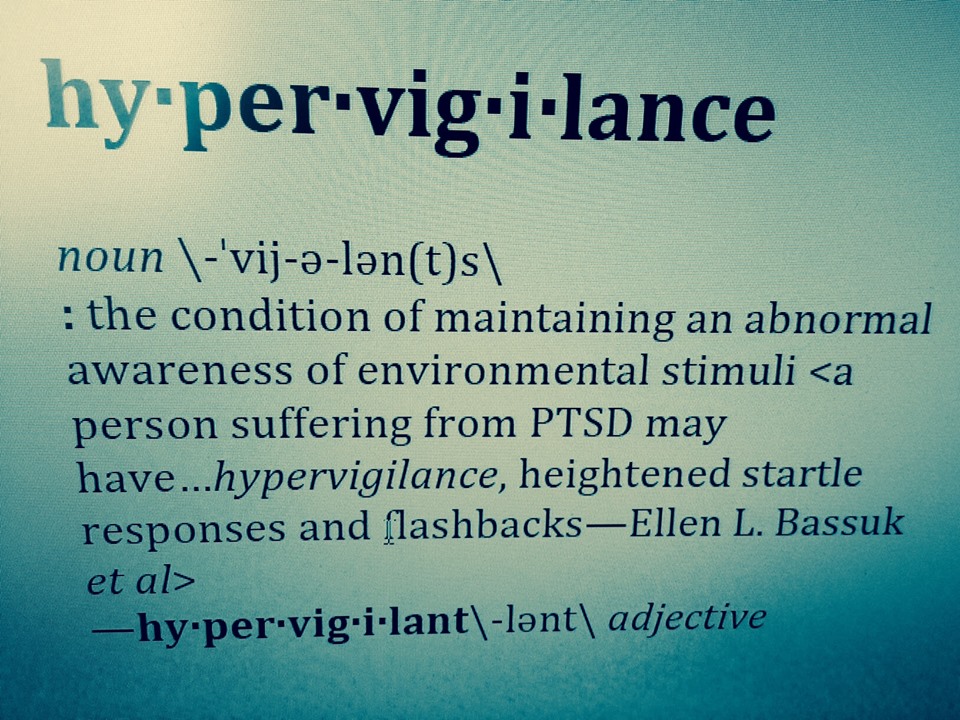 hy·per·vig·i·lance
noun \-ˈvij-ə-lən(t)s\
: the condition of maintaining an abnormal
awareness of environmental stimuli <a
person suffering from PTSD may
have...hypervigilance, heightened startle
responses and flashbacks—Ellen L. Bassuk
et al>
—hy·per·vig·i·lant\-lənt\ adjective